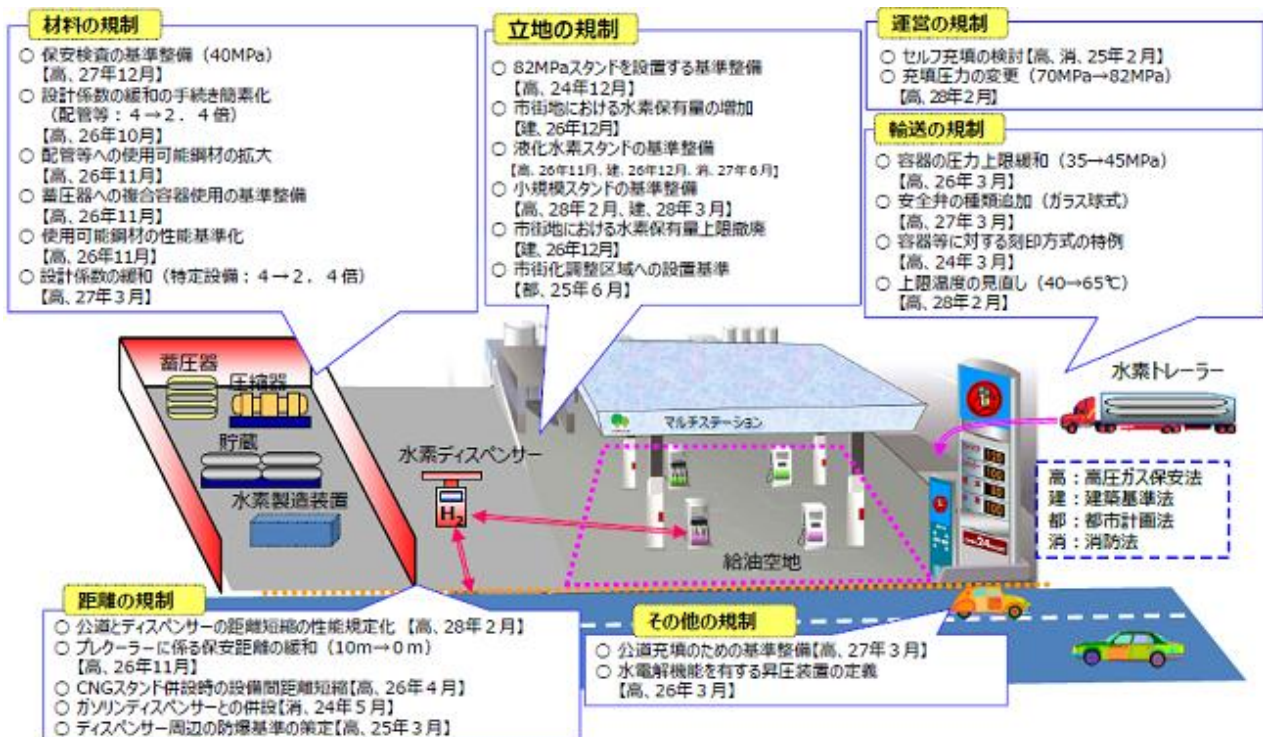 材料の規制
○ 保安検査の基準整備（40MPa）
【高、27年12月】
○ 設計係数の緩和の手続き簡素化
（配管等：４→２．４倍）
【高、26年10月】
○ 配管等への使用可能鋼材の拡大
【高、26年11月】
○ 蓄圧器への複合容器使用の基準整備
【高、26年11月】
○ 使用可能鋼材の性能基準化
【高、26年11月】
○ 設計係数の緩和（特定設備：４→２．４倍）
【高、27年３月】
立地の規制
○ 82MPaスタンドを設置する基準整備
【高、24年12月】
○ 市街地における水素保有量の増加
【建、26年12月】
○ 液化水素スタンドの基準整備
【高、26年11月、建、26年12月、消、27年６月】
○ 小規模スタンドの基準整備
【高、28年２月、建、28年３月】
○ 市街地における水素保有量上限撤廃
【建、26年12月】
○ 市街化調整区域への設置基準
【都、25年６月】
運営の規制
○ セルフ充填の検討【高、消、25年２月】
○ 充填圧力の変更（70MPa→82MPa）
【高、28年２月】
輸送の規制
○ 容器の圧力上限緩和（35→45MPa）
【高、26年３月】
○ 安全弁の種類追加（ガラス球式）
【高、27年３月】
○ 容器等に対する刻印方式の特例
【高、24年３月】
○ 上限温度の見直し（40→65℃）
【高、28年２月】
蓄圧器
圧縮器
貯蔵
水素製造装置
水素ディスペンサー
H2
マルチステーション
給油空地
水素トレーラー
高：高圧ガス保安法
建：建築基準法
都：都市計画法
消：消防法
距離の規制
○ 公道とディスペンサーの距離短縮の性能規定化 【高、28年２月】
○ プレクーラーに係る保安距離の緩和（10m→０ｍ）
【高、26年11月】
○ CNGスタンド併設時の設備間距離短縮【高、26年４月】
○ ガソリンディスペンサーとの併設【消、24年５月】
○ ディスペンサー周辺の防爆基準の策定【高、25年３月】
その他の規制
○ 公道充填のための基準整備【高、27年３月】
○ 水電解機能を有する昇圧装置の定義
【高、26年３月】